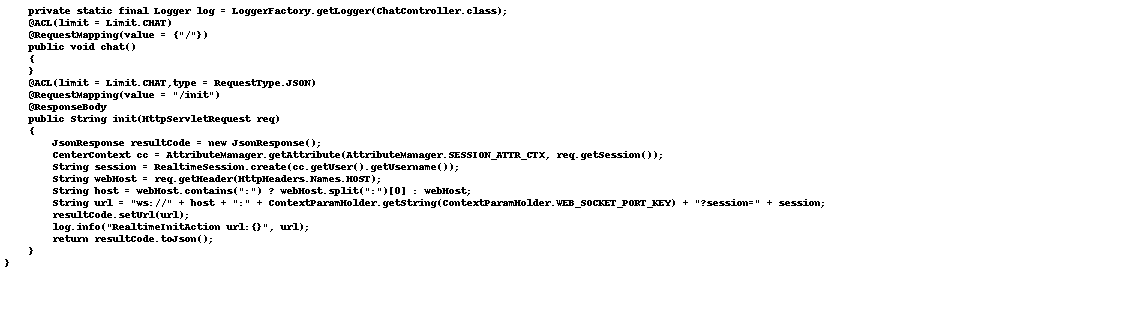 private static final Logger log = LoggerFactory.getLogger(ChatController.class);
@ACL(limit = Limit.CHAT)
@RequestMapping(value = {"/"})
public void chat()
{
}
@ACL(limit = Limit.CHAT,type = RequestType.JSON)
@RequestMapping(value = "/init")
@ResponseBody
public String init(HttpServletRequest req)
{
JsonResponse resultCode = new JsonResponse();
CenterContext cc = AttributeManager.getAttribute(AttributeManager.SESSION_ATTR_CTX, req.getSession());
String session = RealtimeSession.create(cc.getUser().getUsername());
String webHost = req.getHeader(HttpHeaders.Names.HOST);
String host = webHost.contains(":") ? webHost.split(":")[0] : webHost;
String url = "ws://" + host + ":" + ContextParamHolder.getString(ContextParamHolder.WEB_SOCKET_PORT_KEY) + "?session=" + session;
resultCode.setUrl(url);
log.info("RealtimeInitAction url:{}", url);
return resultCode.toJson();
}
}